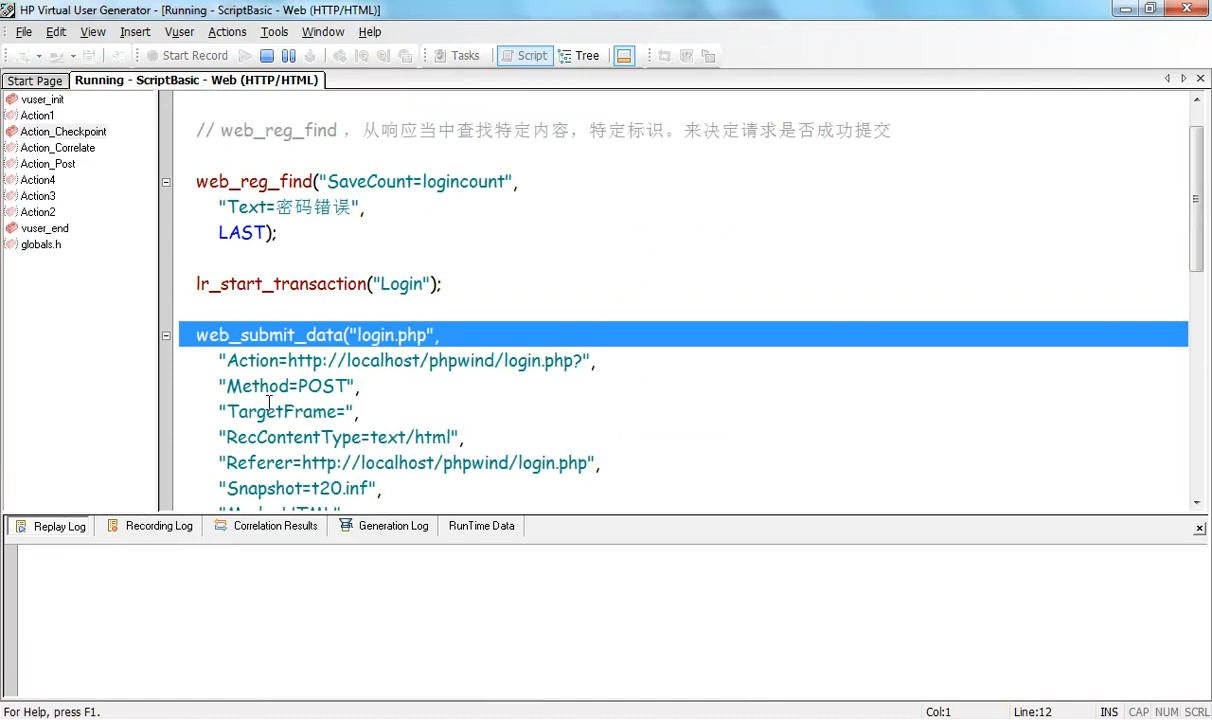 HP Virtual User Generator - [Running - ScriptBasic - Web (HTTP/HTML)]
File Edit View Insert Vuser Actions Tools Window Help
Start Record Tasks Script Tree
Start Page Running - ScriptBasic - Web (HTTP/HTML)
vuser_init
Action1
Action_Checkpoint
Action_Correlate
Action_Post
Action4
Action3
Action2
vuser_end
globals.h
// web_reg_find ，从响应当中查找特定内容，特定标识。来决定请求是否成功提交
web_reg_find("SaveCount=logincount",
"Text=密码错误",
LAST);
lr_start_transaction("Login");
web_submit_data("login.php",
"Action=http://localhost/phpwind/login.php?",
"Method=POST",
"TargetFrame=",
"RecContentType=text/html",
"Referer=http://localhost/phpwind/login.php",
"Snapshot=t20.inf",
Replay Log Recording Log Correlation Results Generation Log RunTime Data
For Help, press F1. Col:1 Line:12 INS CAP NUM SCRL